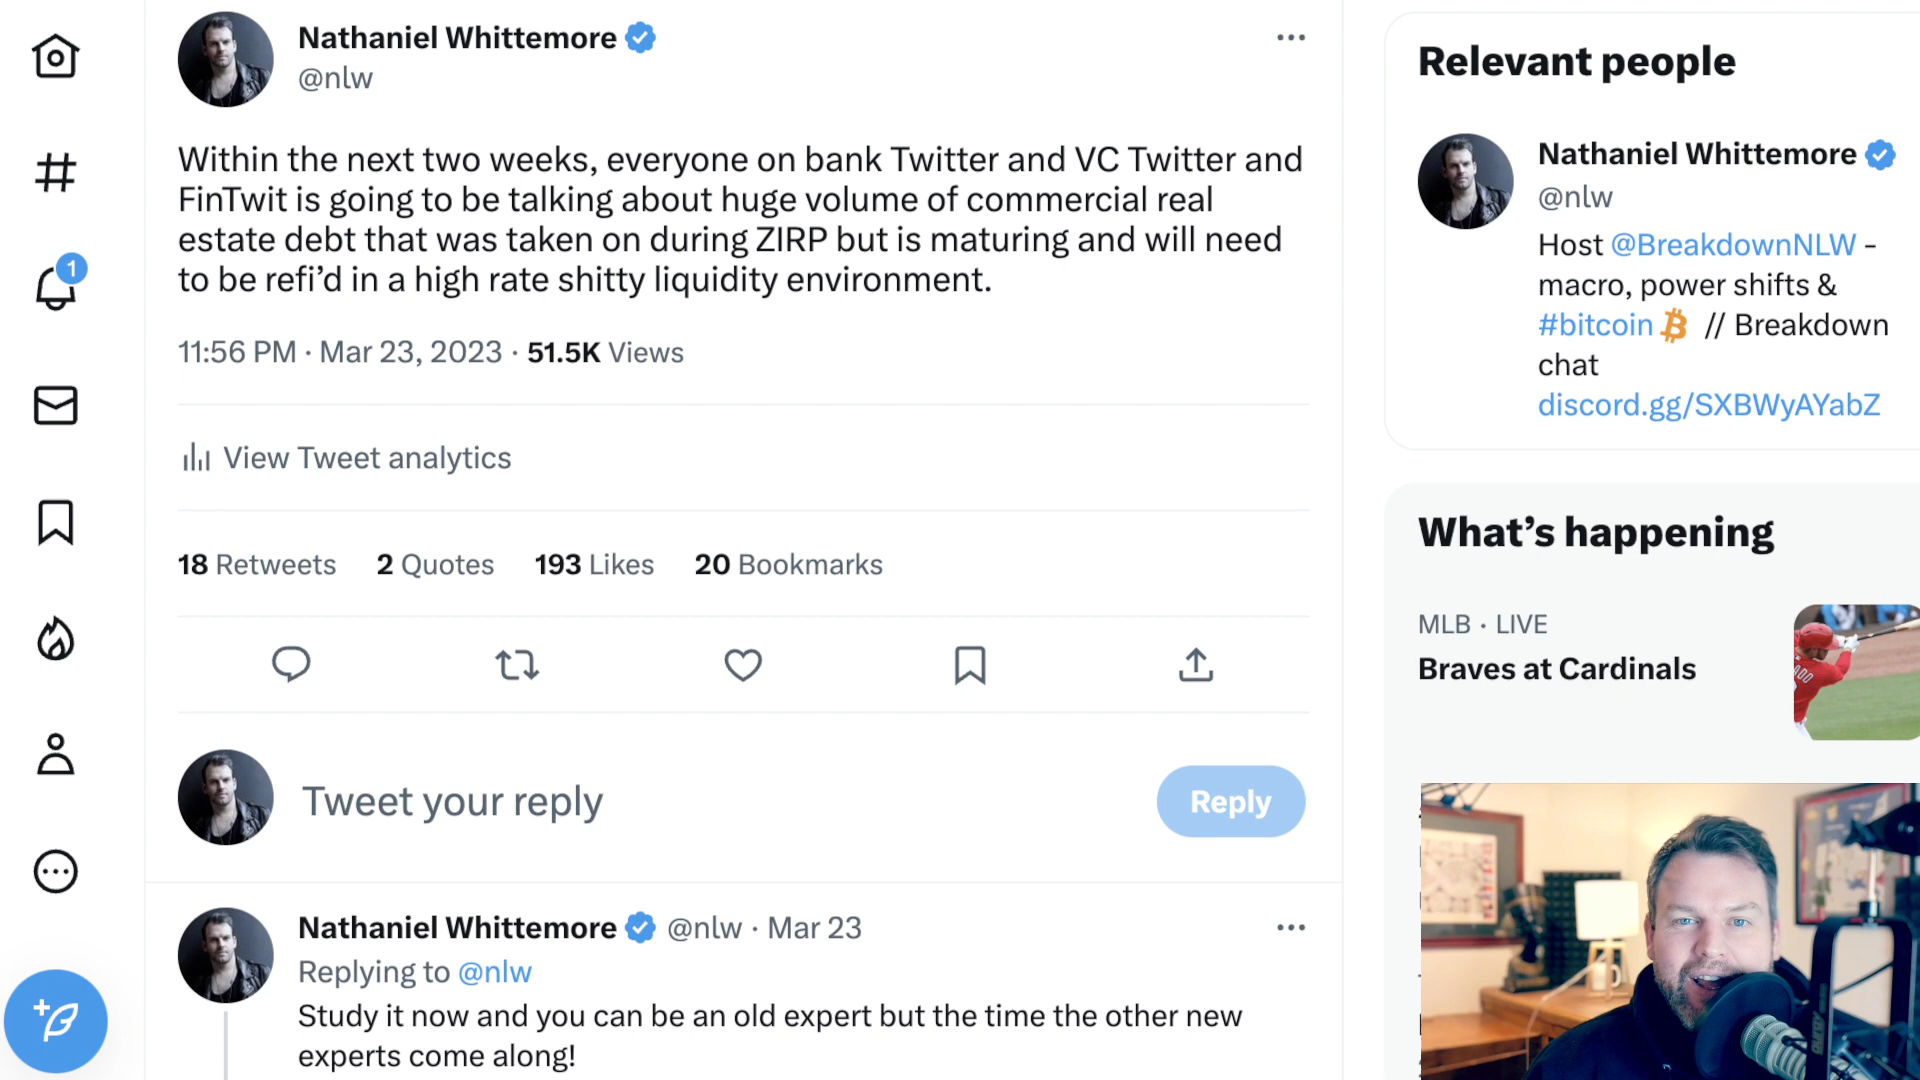 Nathaniel Whittemore
@nlw
Within the next two weeks, everyone on bank Twitter and VC Twitter and
FinTwit is going to be talking about huge volume of commercial real
estate debt that was taken on during ZIRP but is maturing and will need
to be refi’d in a high rate shitty liquidity environment.
11:56 PM · Mar 23, 2023 · 51.5K Views
View Tweet analytics
18 Retweets 2 Quotes 193 Likes 20 Bookmarks
Tweet your reply
Reply
Nathaniel Whittemore @nlw · Mar 23
Replying to @nlw
Study it now and you can be an old expert but the time the other new
experts come along!
1
Relevant people
Nathaniel Whittemore
@nlw
Host @BreakdownNLW -
macro, power shifts &
#bitcoin // Breakdown
chat
discord.gg/SXBWyAYabZ
What’s happening
MLB · LIVE
Braves at Cardinals